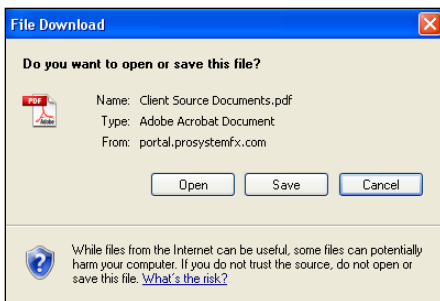 File Download
Do you want to open or save this file?
PDF
Adobe
Name: Client Source Documents.pdf
Type: Adobe Acrobat Document
From: portal.prosystemfx.com
Open Save Cancel
While files from the Internet can be useful, some files can potentially
harm your computer. If you do not trust the source, do not open or
save this file. What's the risk?